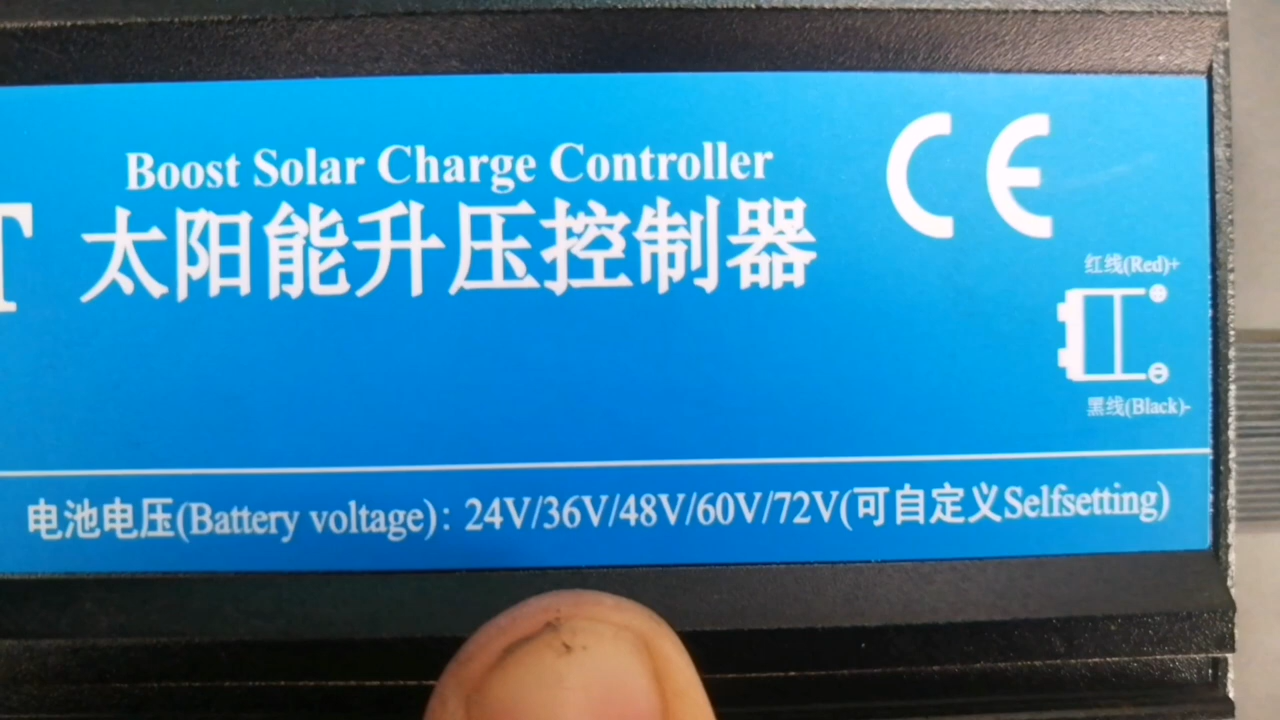 Boost Solar Charge Controller
CE
T 太阳能升压控制器
红线(Red)+
黑线(Black)-
电池电压(Battery voltage): 24V/36V/48V/60V/72V(可自定义Selfsetting)